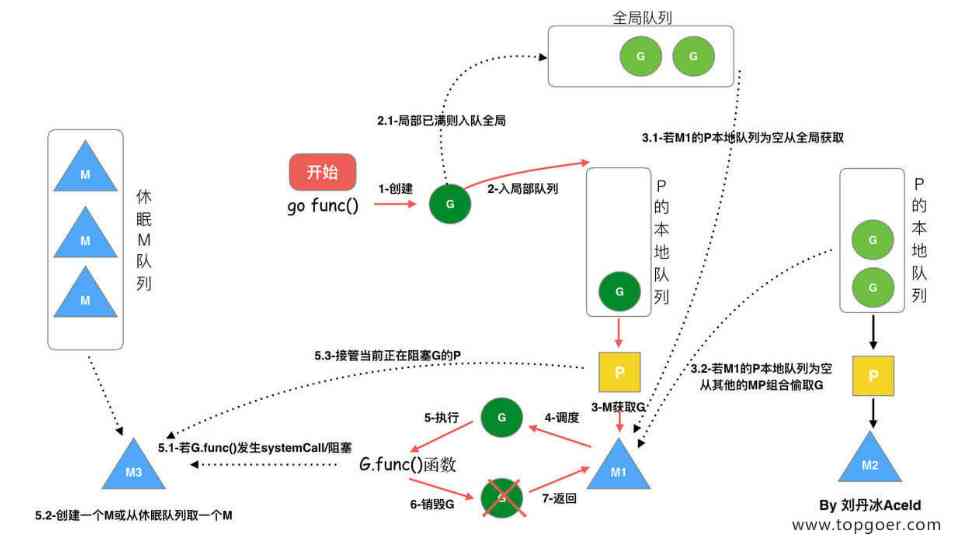 全局队列
G
G
2.1-局部已满则入队全局
3.1-若M1的P本地队列为空从全局获取
开始
go func()
1-创建
G
2-入局部队列
P的本地队列
G
P的本地队列
G
G
M
M
M
休眠M队列
5.3-接管当前正在阻塞G的P
P
3-M获取G
3.2-若M1的P本地队列为空
从其他的MP组合偷取G
P
5-执行
G
4-调度
5.1-若G.func()发生systemCall/阻塞
G.func()函数
M3
M1
M2
6-销毁G
G
7-返回
5.2-创建一个M或从休眠队列取一个M
By 刘丹冰Aceld
www.topgoer.com